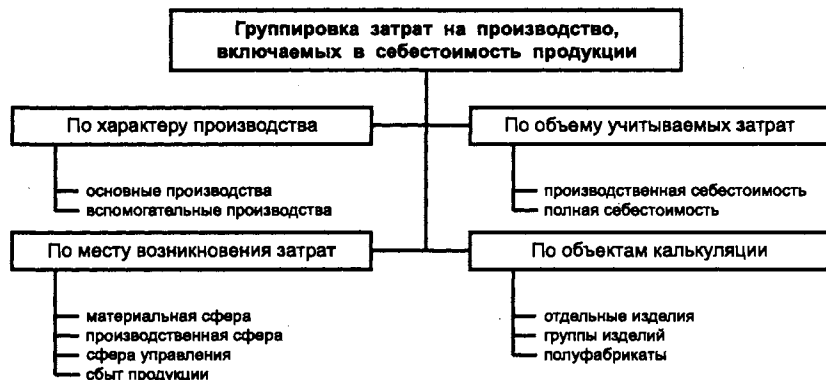 Группировка затрат на производство,
включаемых в себестоимость продукции
По характеру производства
основные производства
вспомогательные производства
По объему учитываемых затрат
производственная себестоимость
полная себестоимость
По месту возникновения затрат
материальная сфера
производственная сфера
сфера управления
сбыт продукции
По объектам калькуляции
отдельные изделия
группы изделий
полуфабрикаты